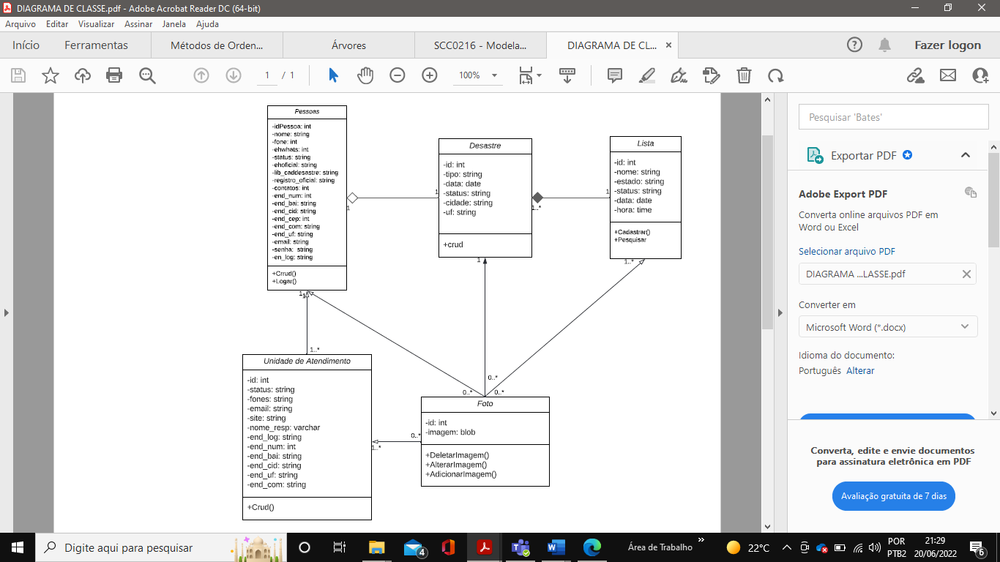 DIAGRAMA DE CLASSE.pdf - Adobe Acrobat Reader DC (64-bit)
Arquivo Editar Visualizar Assinar Janela Ajuda
Início Ferramentas Métodos de Orden... Árvores SCC0216 - Modela... DIAGRAMA DE CL... Fazer logon
1 / 1 100%
Pessoas
-idPessoa: int
-nome: string
-fone: int
-ehwhats: int
-status: string
-ehoficial: string
-lib_caddesastre: string
-registro_oficial: string
-contatos: int
-end_num: int
-end_bai: string
-end_cid: string
-end_cep: int
-end_com: string
-end_uf: string
-email: string
-senha: string
-en_log: string
+Crrud()
+Logar()
1
1
Desastre
-id: int
-tipo: string
-data: date
-status: string
-cidade: string
-uf: string
+crud
1..*
1
Lista
-id: int
-nome: string
-estado: string
-status: string
-data: date
-hora: time
+Cadastrar()
+Pesquisar
1
1..*
1
1
1..*
0..*
0..*
0..*
Unidade de Atendimento
-id: int
-status: string
-fones: string
-email: string
-site: string
-nome_resp: varchar
-end_log: string
-end_num: int
-end_bai: string
-end_cid: string
-end_uf: string
-end_com: string
+Crud()
0..*
1..*
Foto
-id: int
-imagem: blob
+DeletarImagem()
+AlterarImagem()
+AdicionarImagem()
Pesquisar 'Bates'
Exportar PDF
Adobe Export PDF
Converta online arquivos PDF em
Word ou Excel
Selecionar arquivo PDF
DIAGRAMA ...LASSE.pdf
Converter em
Microsoft Word (*.docx)
Idioma do documento:
Português Alterar
Converta, edite e envie documentos
para assinatura eletrônica em PDF
Avaliação gratuita de 7 dias
Digite aqui para pesquisar
4
Área de Trabalho
22°C
POR
PTB2
21:29
20/06/2022
6